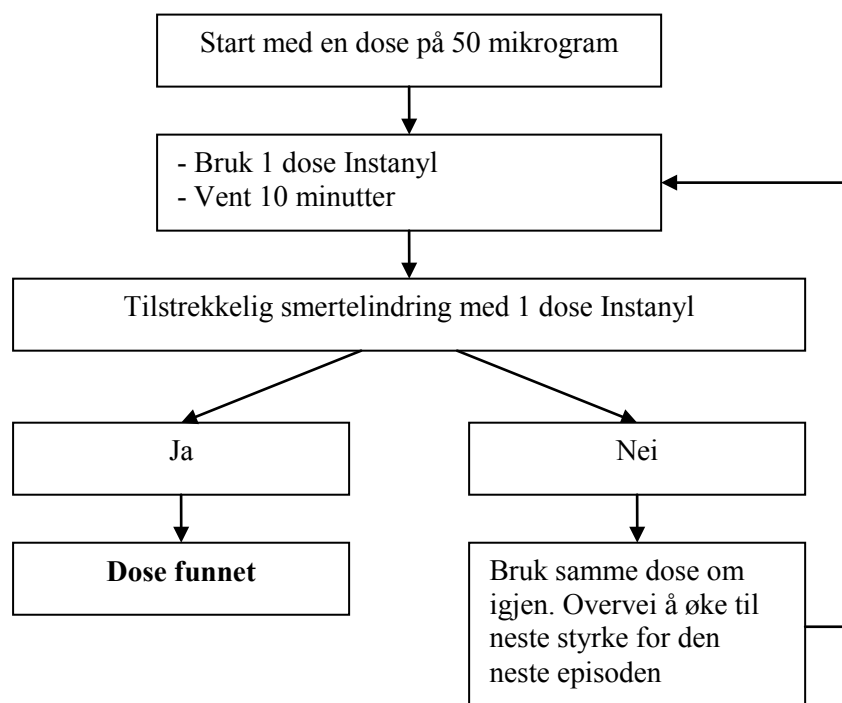 Start med en dose på 50 mikrogram
- Bruk 1 dose Instanyl
- Vent 10 minutter
Tilstrekkelig smertelindring med 1 dose Instanyl
Ja
Nei
Dose funnet
Bruk samme dose om
igjen. Overvei å øke til
neste styrke for den
neste episoden